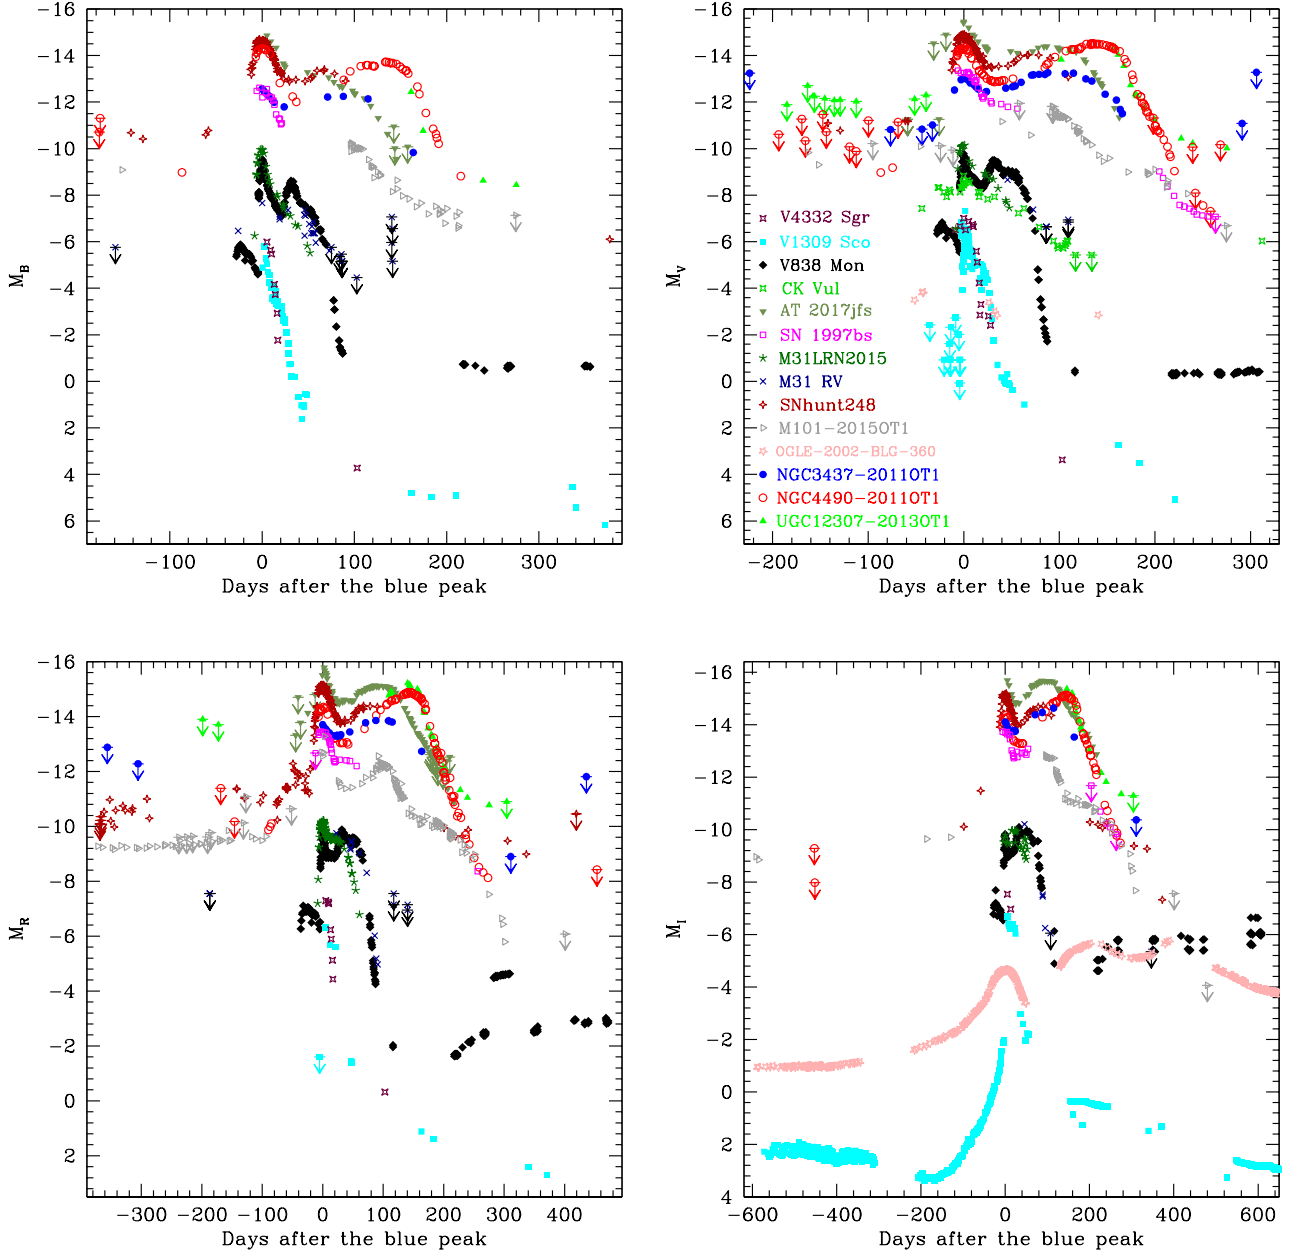 −16
−14
−12
−10
−8
−6
−4
−2
0
2
4
6
M_B
−100 0 100 200 300
Days after the blue peak
−16
−14
−12
−10
−8
−6
−4
−2
0
2
4
6
M_V
V4332 Sgr
V1309 Sco
V838 Mon
CK Vul
AT 2017jfs
SN 1997bs
M31LRN2015
M31 RV
SNhunt248
M101−2015OT1
OGLE−2002−BLG−360
NGC3437−2011OT1
NGC4490−2011OT1
UGC12307−2013OT1
−200 −100 0 100 200 300
Days after the blue peak
−16
−14
−12
−10
−8
−6
−4
−2
0
2
M_R
−300 −200 −100 0 100 200 300 400
Days after the blue peak
−16
−14
−12
−10
−8
−6
−4
−2
0
2
4
M_I
−600 −400 −200 0 200 400 600
Days after the blue peak